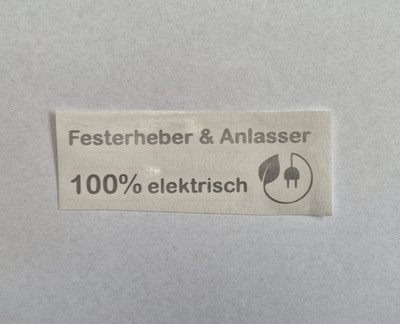 Festerheber & Anlasser
100% elektrisch